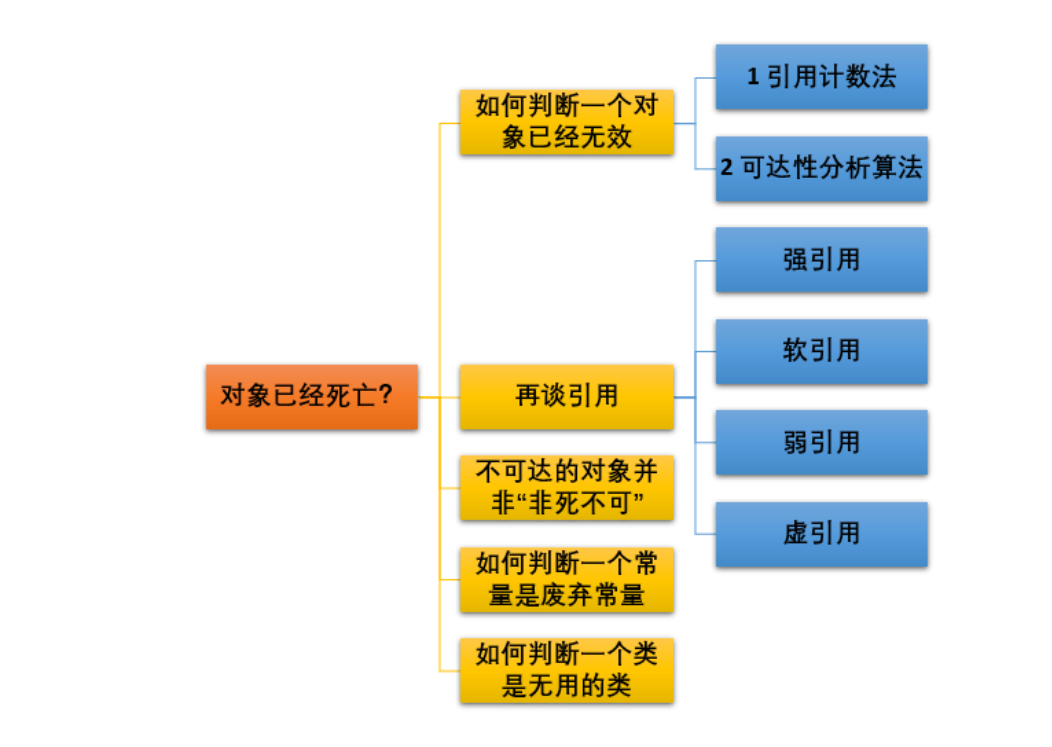 对象已经死亡?
如何判断一个对
象已经无效
1 引用计数法
2 可达性分析算法
再谈引用
强引用
软引用
弱引用
虚引用
不可达的对象并
非“非死不可”
如何判断一个常
量是废弃常量
如何判断一个类
是无用的类